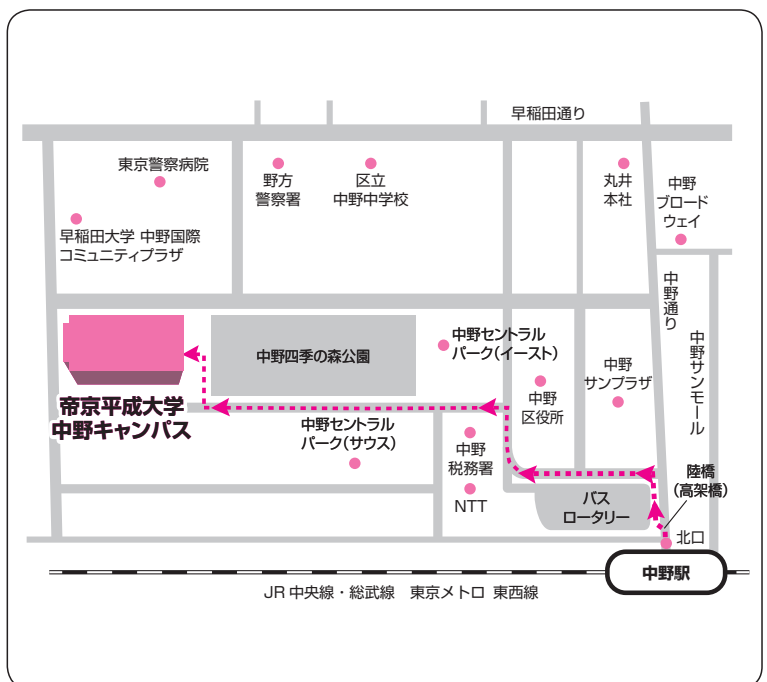 早稲田通り
東京警察病院
野方
警察署
区立
中野中学校
丸井
本社
中野
ブロード
ウェイ
早稲田大学 中野国際
コミュニティプラザ
中野通り
中野サンモール
中野四季の森公園
中野セントラル
パーク(イースト)
中野
サンプラザ
中野
区役所
帝京平成大学
中野キャンパス
中野セントラル
パーク(サウス)
中野
税務署
NTT
バス
ロータリー
陸橋
(高架橋)
北口
中野駅
JR 中央線・総武線 東京メトロ 東西線